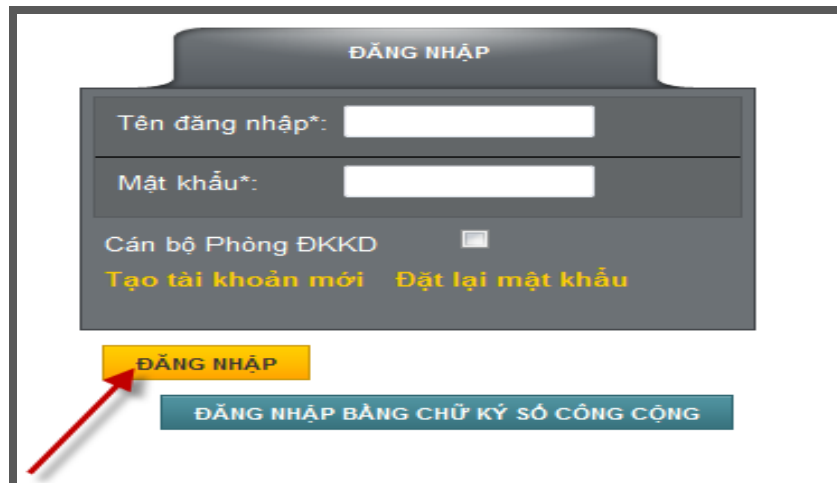 ĐĂNG NHẬP
Tên đăng nhập*:
Mật khẩu*:
Cán bộ Phòng ĐKKD
Tạo tài khoản mới Đặt lại mật khẩu
ĐĂNG NHẬP
ĐĂNG NHẬP BẰNG CHỮ KÝ SỐ CÔNG CỘNG